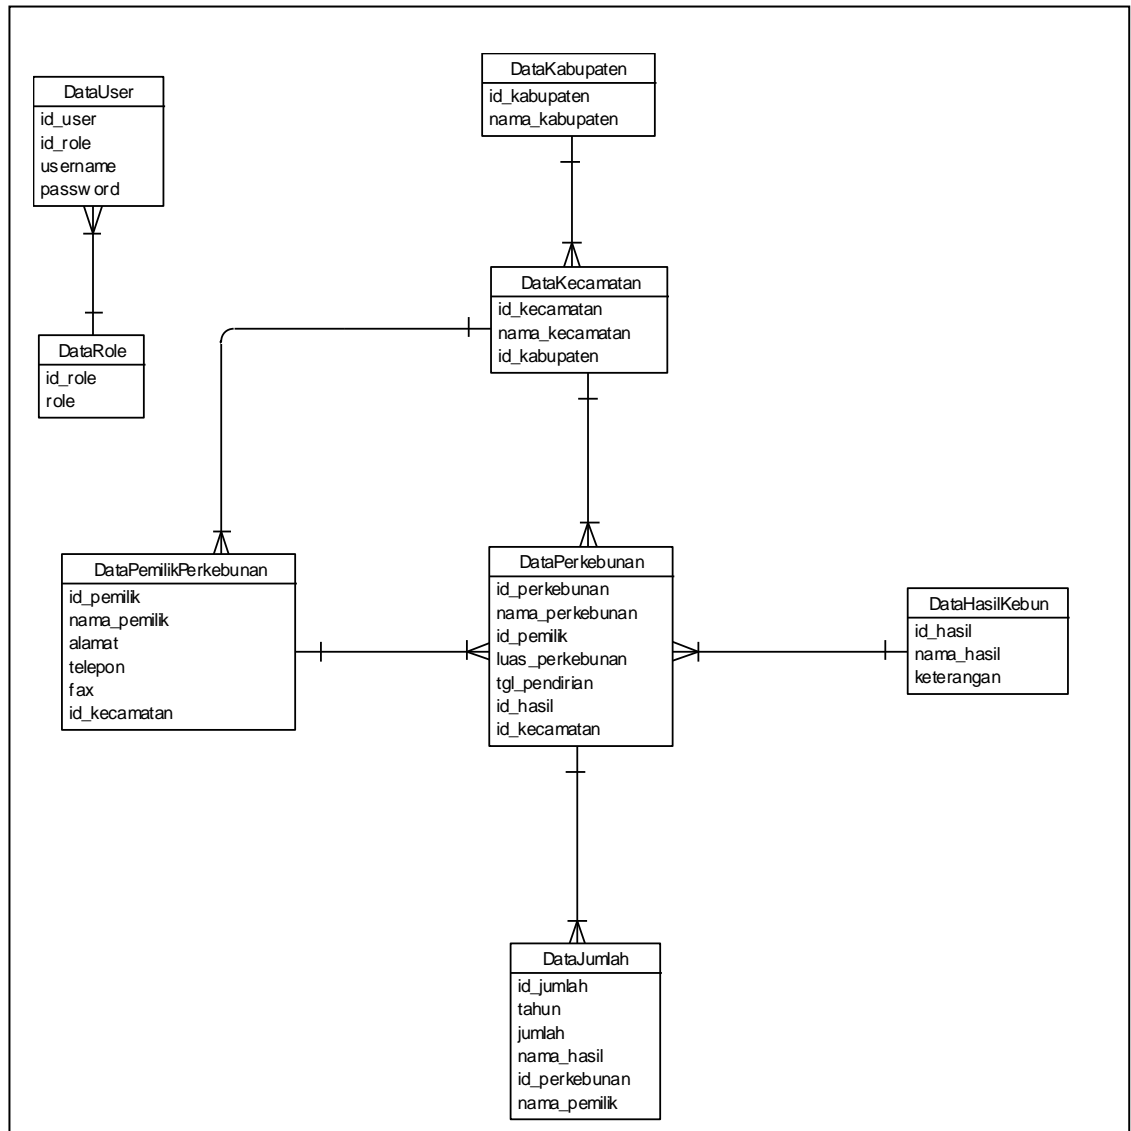 DataUser
id_user
id_role
username
password
DataRole
id_role
role
DataKabupaten
id_kabupaten
nama_kabupaten
DataKecamatan
id_kecamatan
nama_kecamatan
id_kabupaten
DataPemilikPerkebunan
id_pemilik
nama_pemilik
alamat
telepon
fax
id_kecamatan
DataPerkebunan
id_perkebunan
nama_perkebunan
id_pemilik
luas_perkebunan
tgl_pendirian
id_hasil
id_kecamatan
DataHasilKebun
id_hasil
nama_hasil
keterangan
DataJumlah
id_jumlah
tahun
jumlah
nama_hasil
id_perkebunan
nama_pemilik